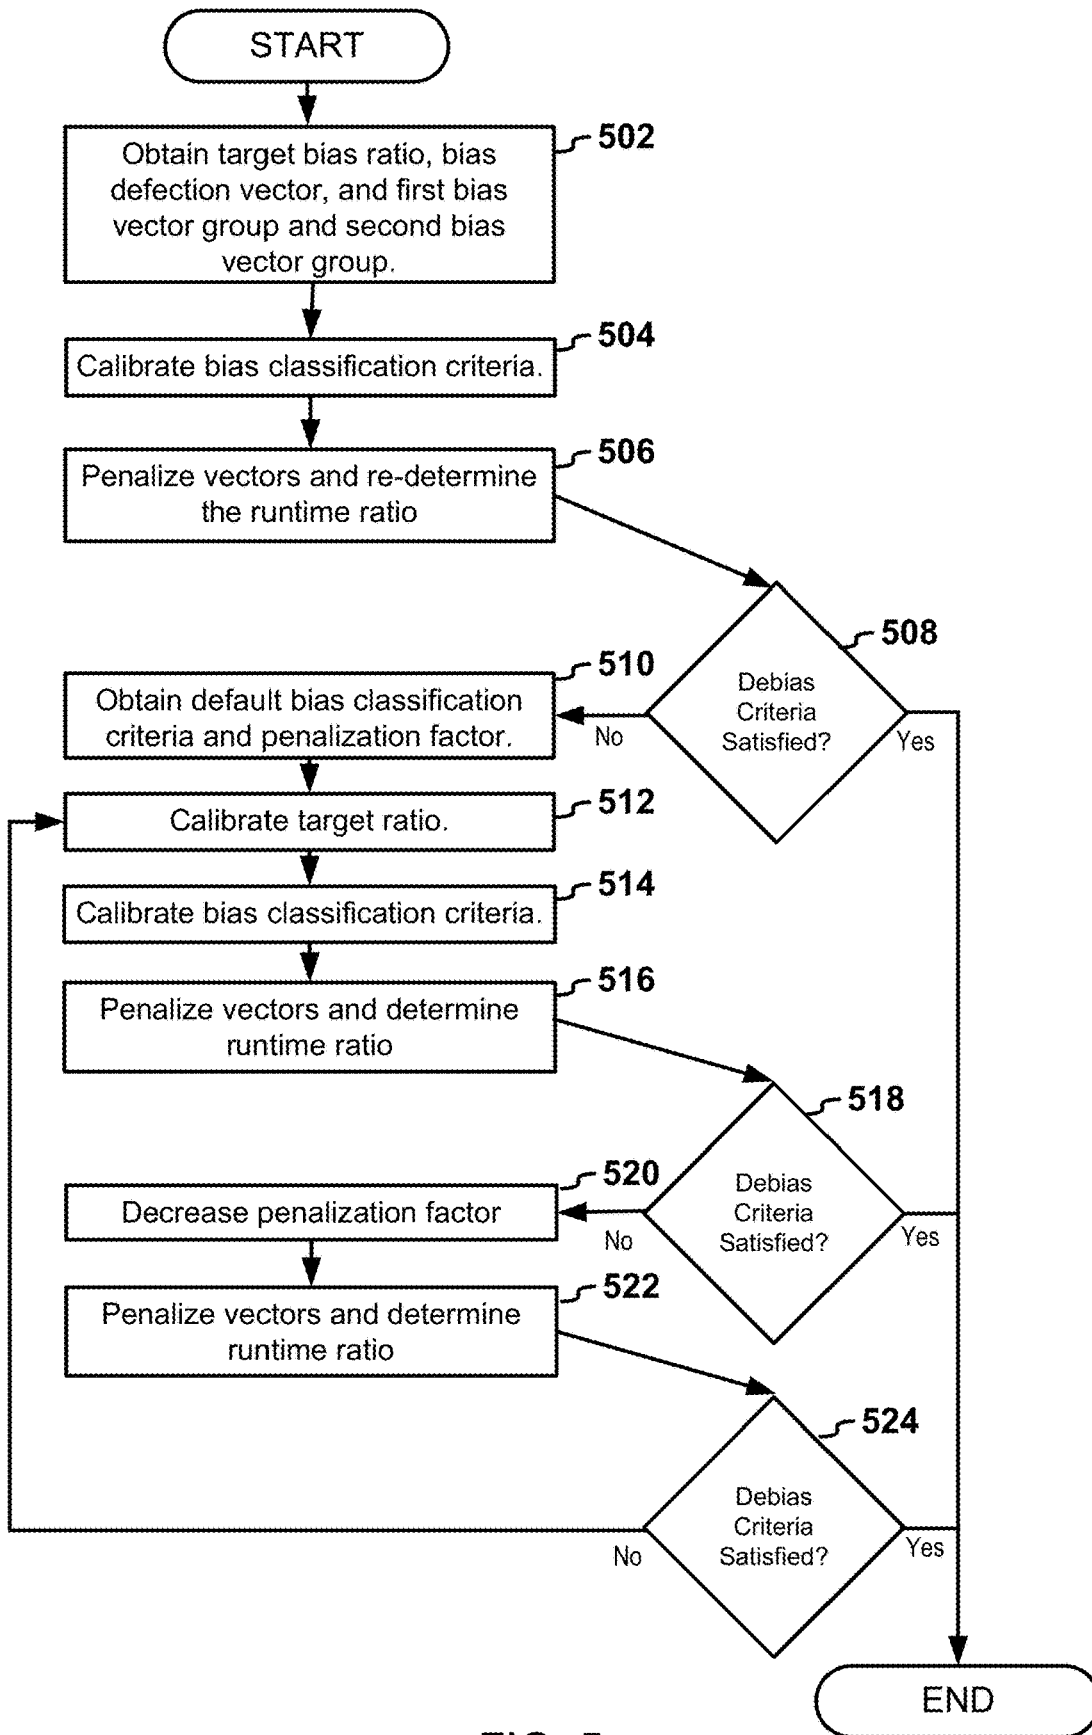 START
502
Obtain target bias ratio, bias
defection vector, and first bias
vector group and second bias
vector group.
504
Calibrate bias classification criteria.
506
Penalize vectors and re-determine
the runtime ratio
508
Debias
Criteria
Satisfied?
No
Yes
510
Obtain default bias classification
criteria and penalization factor.
512
Calibrate target ratio.
514
Calibrate bias classification criteria.
516
Penalize vectors and determine
runtime ratio
518
Debias
Criteria
Satisfied?
No
Yes
520
Decrease penalization factor
522
Penalize vectors and determine
runtime ratio
524
Debias
Criteria
Satisfied?
No
Yes
END